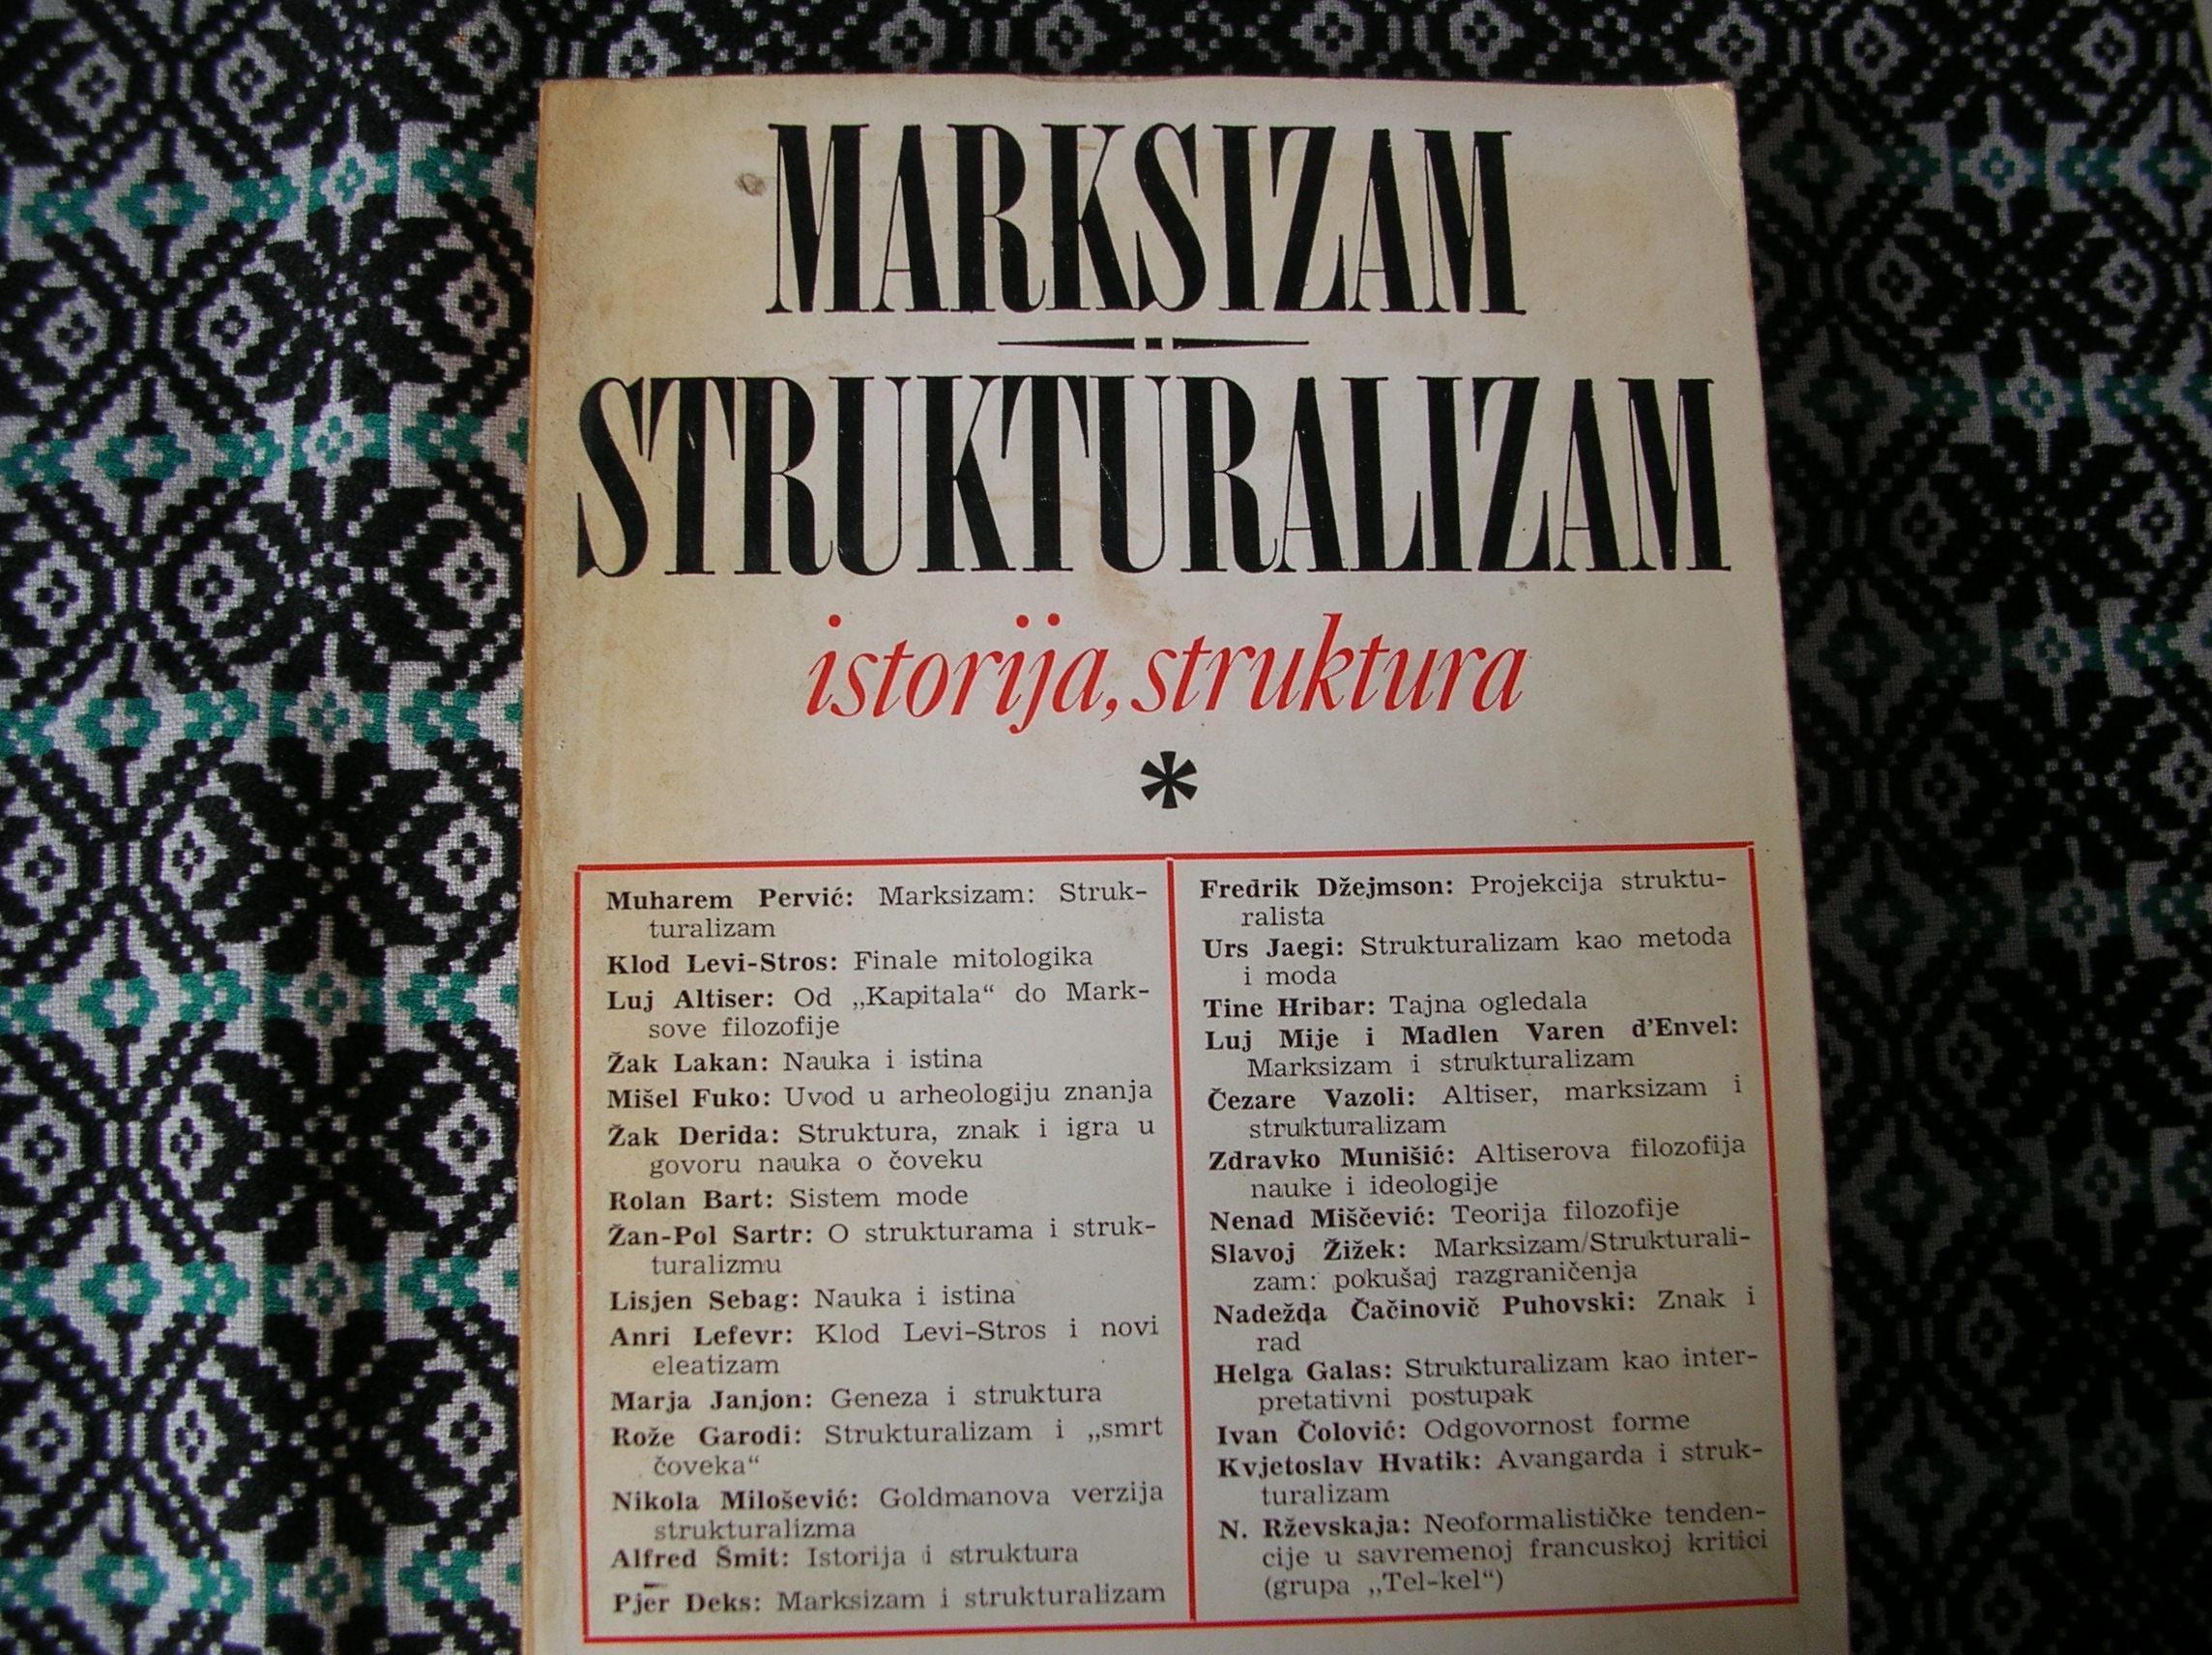 MARKSIZAM
STRUKTURALIZAM
istorija, struktura
*
Muharem Pervić: Marksizam: Struk-
turalizam
Klod Levi-Stros: Finale mitologika
Luj Altiser: Od „Kapitala“ do Mark-
sove filozofije
Žak Lakan: Nauka i istina
Mišel Fuko: Uvod u arheologiju znanja
Žak Derida: Struktura, znak i igra u
govoru nauka o čoveku
Rolan Bart: Sistem mode
Žan-Pol Sartr: O strukturama i struk-
turalizmu
Lisjen Sebag: Nauka i istina
Anri Lefevr: Klod Levi-Stros i novi
eleatizam
Marja Janjon: Geneza i struktura
Rože Garodi: Strukturalizam i „smrt
čoveka“
Nikola Milošević: Goldmanova verzija
strukturalizma
Alfred Šmit: Istorija i struktura
Pjer Deks: Marksizam i strukturalizam
Fredrik Džejmson: Projekcija struktu-
ralista
Urs Jaegi: Strukturalizam kao metoda
i moda
Tine Hribar: Tajna ogledala
Luj Mije i Madlen Varen d'Envel:
Marksizam i strukturalizam
Čezare Vazoli: Altiser, marksizam i
strukturalizam
Zdravko Munišić: Altiserova filozofija
nauke i ideologije
Nenad Miščević: Teorija filozofije
Slavoj Žižek: Marksizam/Strukturali-
zam: pokušaj razgraničenja
Nadežda Čačinovič Puhovski: Znak i
rad
Helga Galas: Strukturalizam kao inter-
pretativni postupak
Ivan Čolović: Odgovornost forme
Kvjetoslav Hvatik: Avangarda i struk-
turalizam
N. Rževskaja: Neoformalističke tenden-
cije u savremenoj francuskoj kritici
(grupa „Tel-kel“)